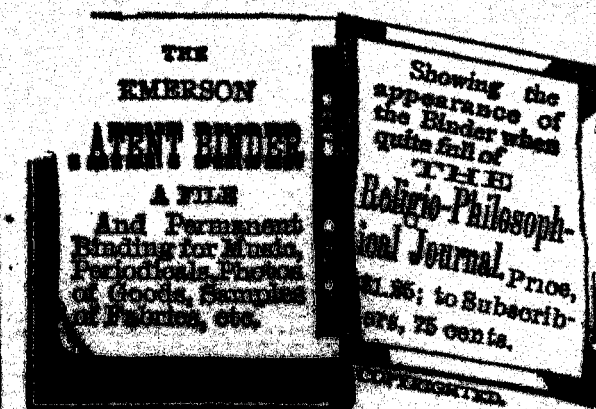 THE
EMERSON
ATENT BINDER
A FILE
And Permanent
Binding for Music,
Periodicals, Photos
of Goods, Samples
of Fabrics, etc.
Showing the
appearance of
the Binder when
quite full of
THE
Religio-Philosoph-
ical Journal. Price,
$1.25; to Subscrib-
ers, 75 cents.
COPYRIGHTED.